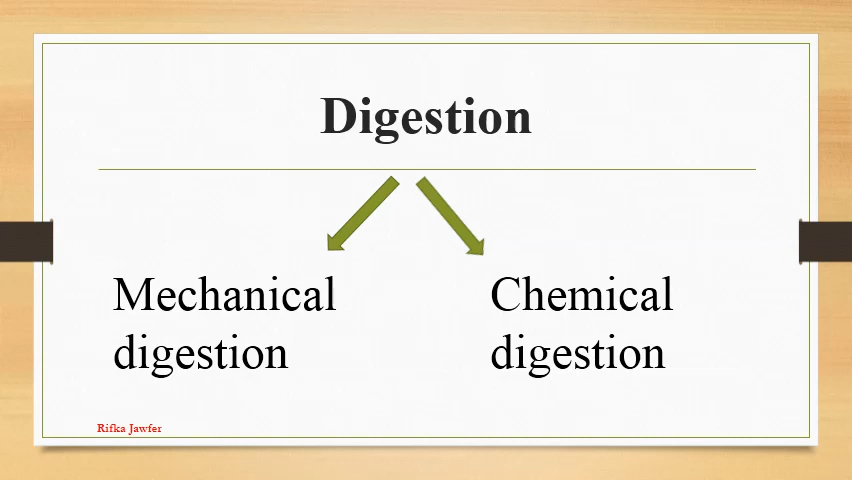 Digestion
Mechanical
digestion
Chemical
digestion
Rifka Jawfer